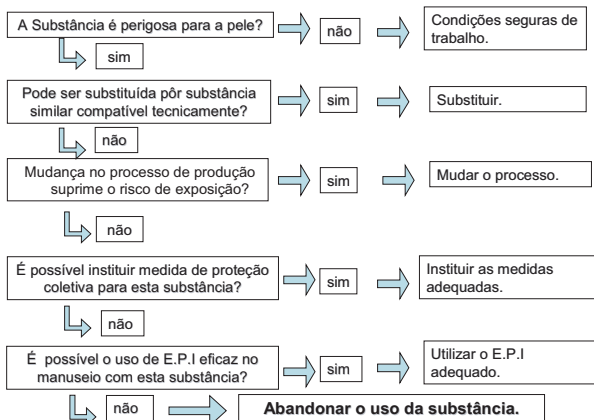 A Substância é perigosa para a pele?
não
Condições seguras de
trabalho.
sim
Pode ser substituída pôr substância
similar compatível tecnicamente?
sim
Substituir.
não
Mudança no processo de produção
suprime o risco de exposição?
sim
Mudar o processo.
não
É possível instituir medida de proteção
coletiva para esta substância?
sim
Instituir as medidas
adequadas.
não
É possível o uso de E.P.I eficaz no
manuseio com esta substância?
sim
Utilizar o E.P.I
adequado.
não
Abandonar o uso da substância.